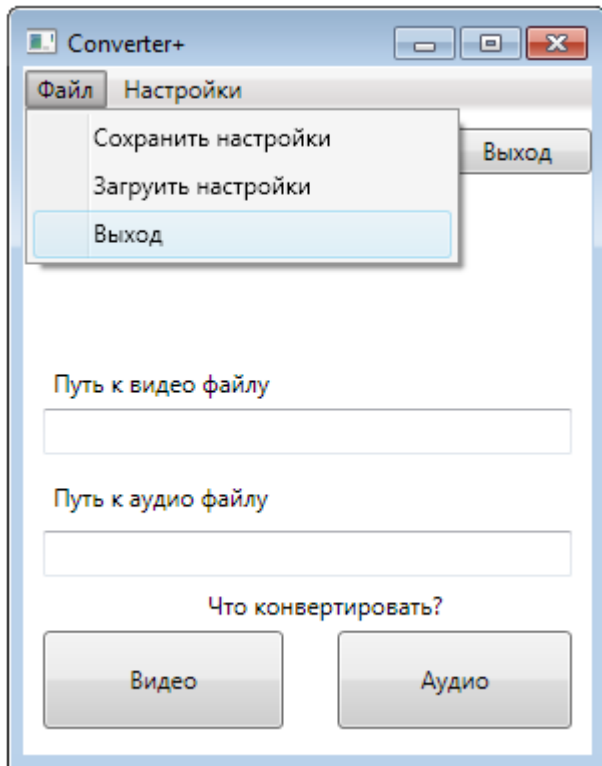 Converter+
Файл Настройки
Сохранить настройки
Загруить настройки
Выход
Выход
Путь к видео файлу
Путь к аудио файлу
Что конвертировать?
Видео Аудио